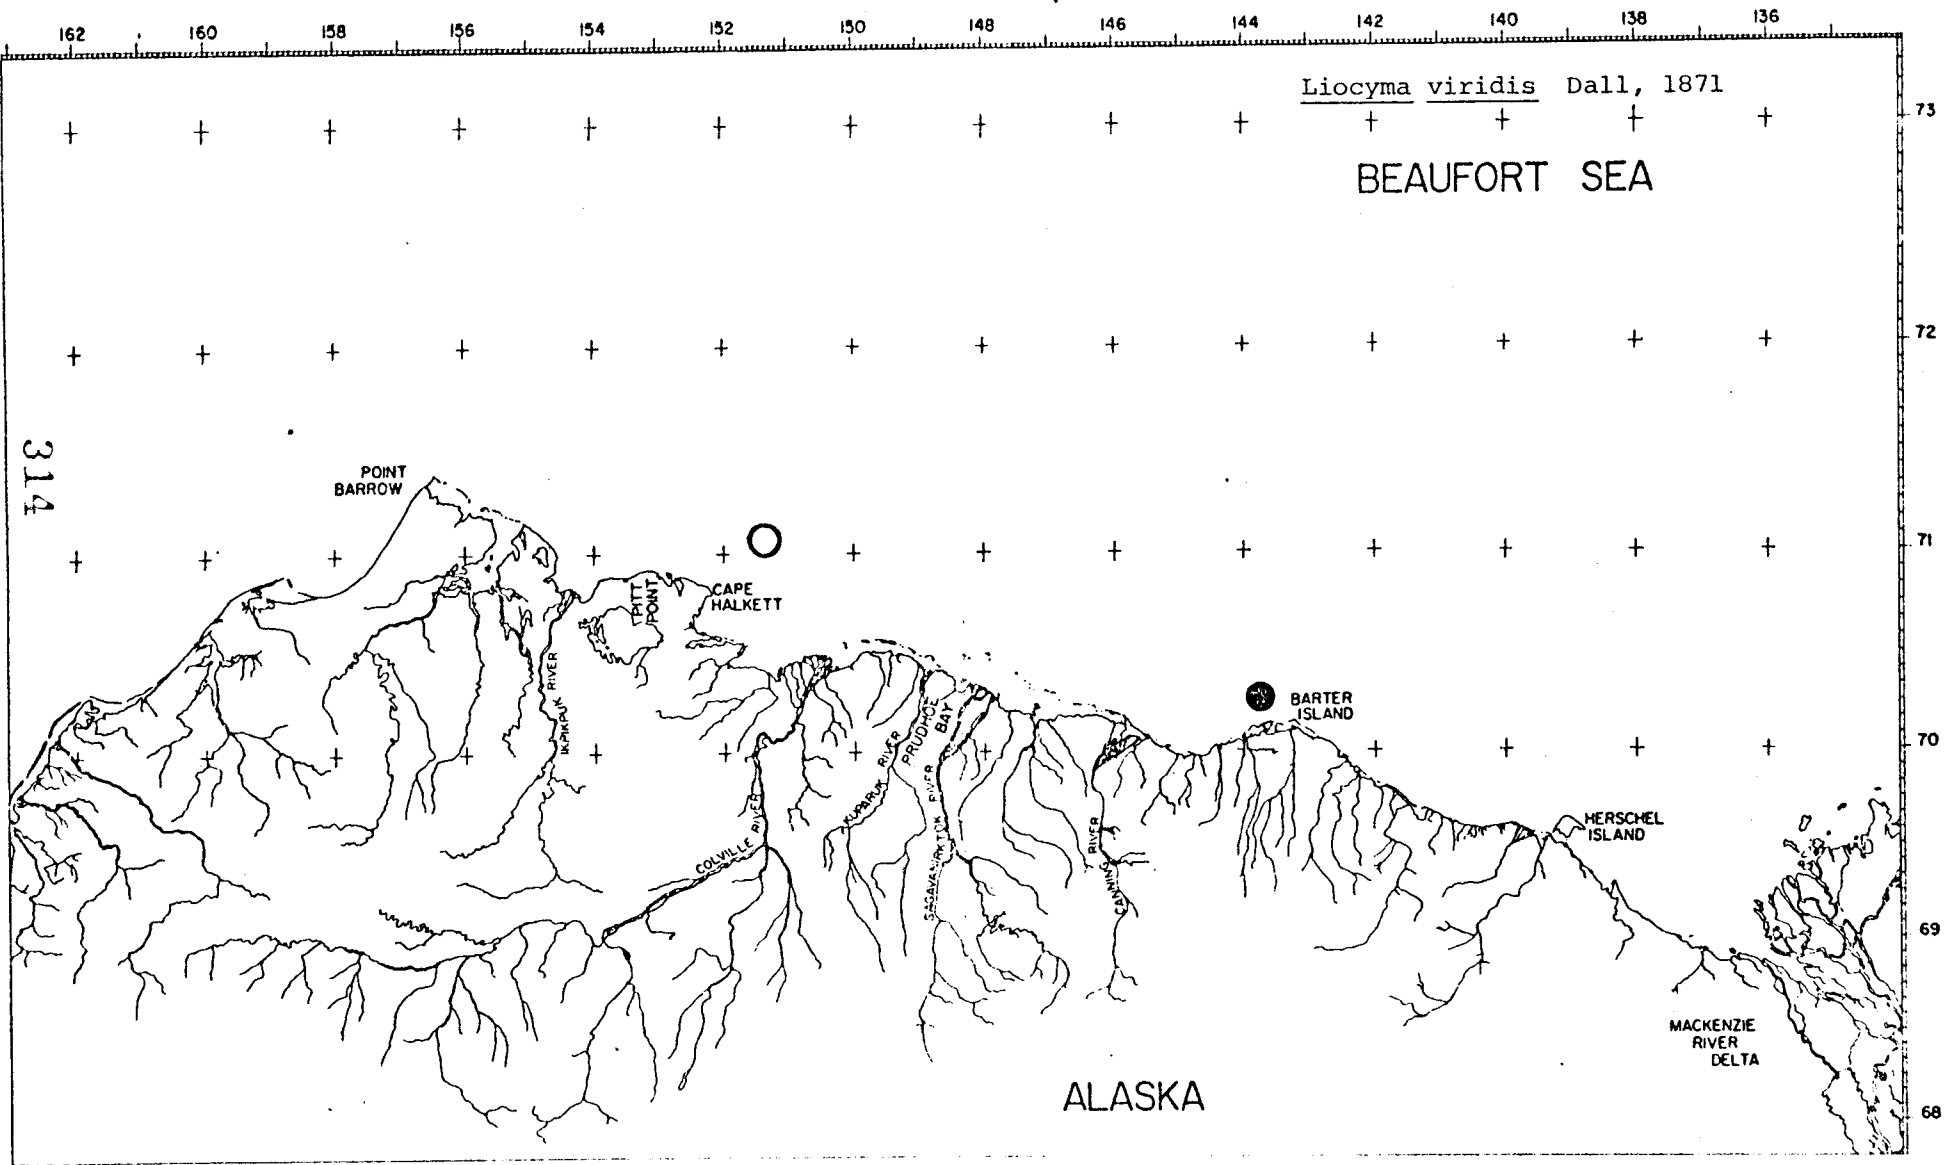 162 160 158 156 154 152 150 148 146 144 142 140 138 136
Liocyma viridis Dall, 1871
73
BEAUFORT SEA
72
314
POINT
BARROW
71
PITT
POINT
CAPE
HALKETT
IKPIKPUK RIVER
BARTER
ISLAND
PRUDHOE
BAY
70
KUPARUK RIVER
COLVILLE RIVER
SAGAVANIRKTOK RIVER
CANNING RIVER
HERSCHEL
ISLAND
69
MACKENZIE
RIVER
DELTA
ALASKA
68